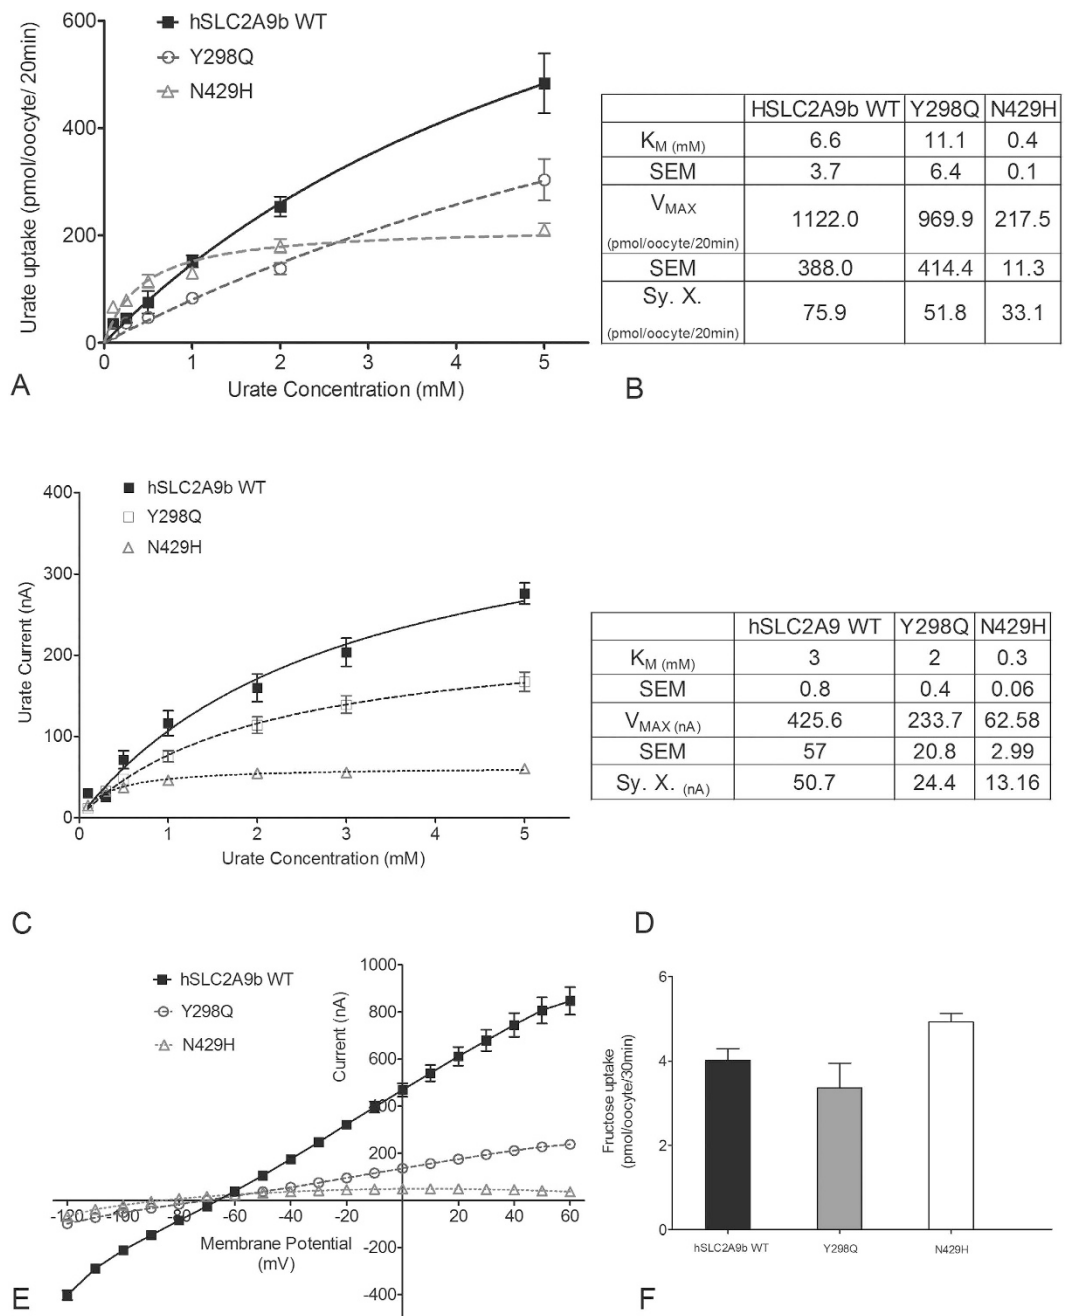 600
400
200
0
Urate uptake (pmol/oocyte/ 20min)
hSLC2A9b WT
Y298Q
N429H
0 1 2 3 4 5
Urate Concentration (mM)
A
HSLC2A9b WT Y298Q N429H
KM (mM) 6.6 11.1 0.4
SEM 3.7 6.4 0.1
VMAX
(pmol/oocyte/20min) 1122.0 969.9 217.5
SEM 388.0 414.4 11.3
Sy. X.
(pmol/oocyte/20min) 75.9 51.8 33.1
B
400
300
200
100
0
Urate Current (nA)
hSLC2A9b WT
Y298Q
N429H
0 1 2 3 4 5
Urate Concentration (mM)
C
hSLC2A9 WT Y298Q N429H
KM (mM) 3 2 0.3
SEM 0.8 0.4 0.06
VMAX (nA) 425.6 233.7 62.58
SEM 57 20.8 2.99
Sy. X. (nA) 50.7 24.4 13.16
D
hSLC2A9b WT
Y298Q
N429H
Current (nA)
1000
800
600
400
200
-200
-400
-120 -100 -80 -60 -40 -20 20 40 60
Membrane Potential
(mV)
E
6
4
2
0
Fructose uptake
(pmol/oocyte/30min)
hSLC2A9b WT Y298Q N429H
F